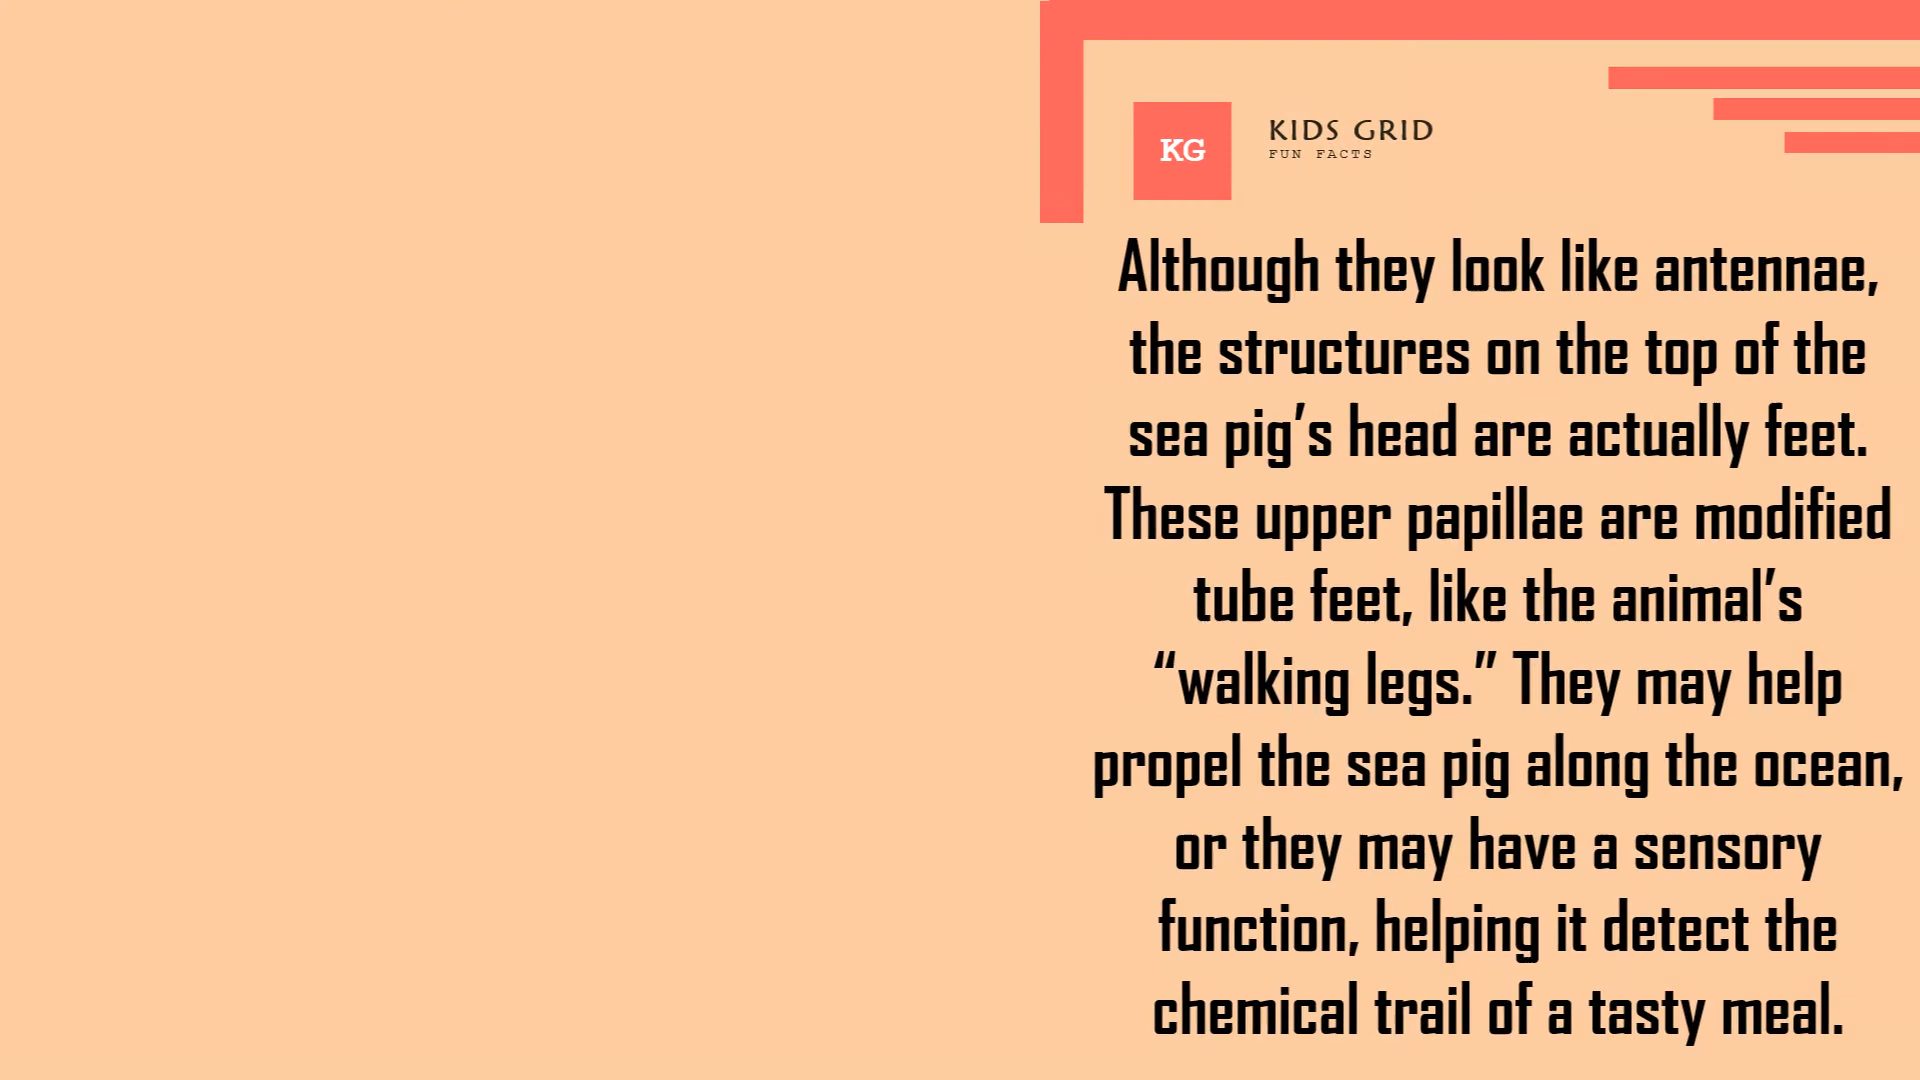 KG
KIDS GRID
FUN FACTS
Although they look like antennae,
the structures on the top of the
sea pig’s head are actually feet.
These upper papillae are modified
tube feet, like the animal’s
“walking legs.” They may help
propel the sea pig along the ocean,
or they may have a sensory
function, helping it detect the
chemical trail of a tasty meal.